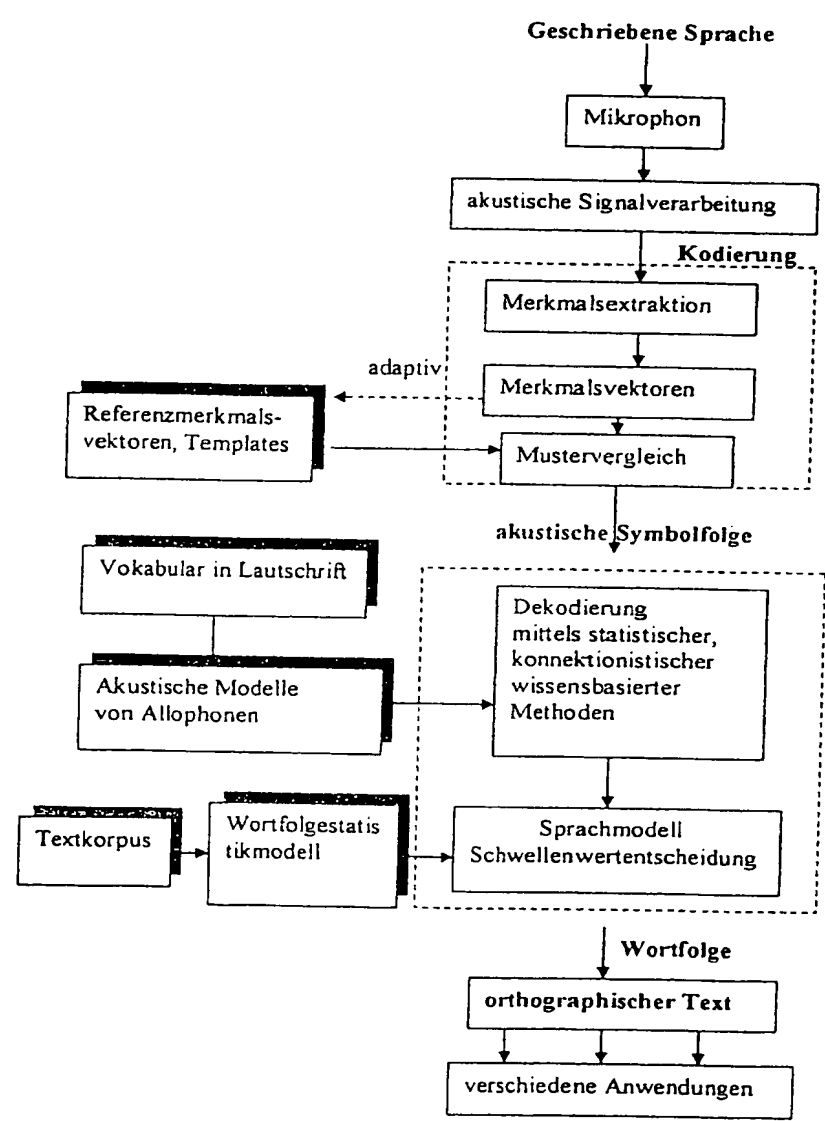 Geschriebene Sprache
Mikrophon
akustische Signalverarbeitung
Kodierung
Merkmalsextraktion
adaptiv
Merkmalsvektoren
Referenzmerkmals-
vektoren, Templates
Mustervergleich
akustische Symbolfolge
Vokabular in Lautschrift
Dekodierung
mittels statistischer,
konnektionistischer
wissensbasierter
Methoden
Akustische Modelle
von Allophonen
Textkorpus
Wortfolgestatis
tikmodell
Sprachmodell
Schwellenwertentscheidung
Wortfolge
orthographischer Text
verschiedene Anwendungen